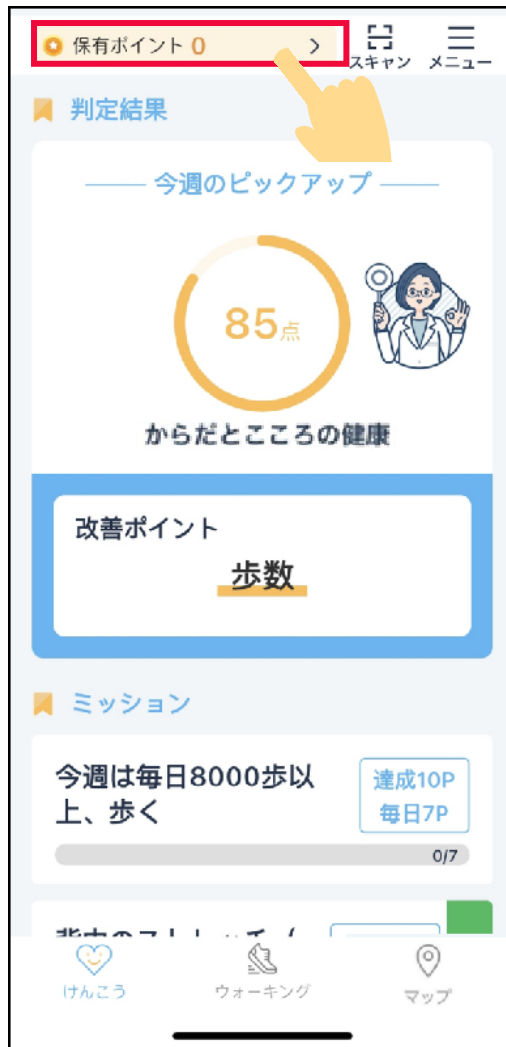 保有ポイント 0
スキャン メニュー
判定結果
今週のピックアップ
85点
からだとこころの健康
改善ポイント
歩数
ミッション
今週は毎日8000歩以
上、歩く
達成10P
毎日7P
0/7
けんこう ウォーキング マップ